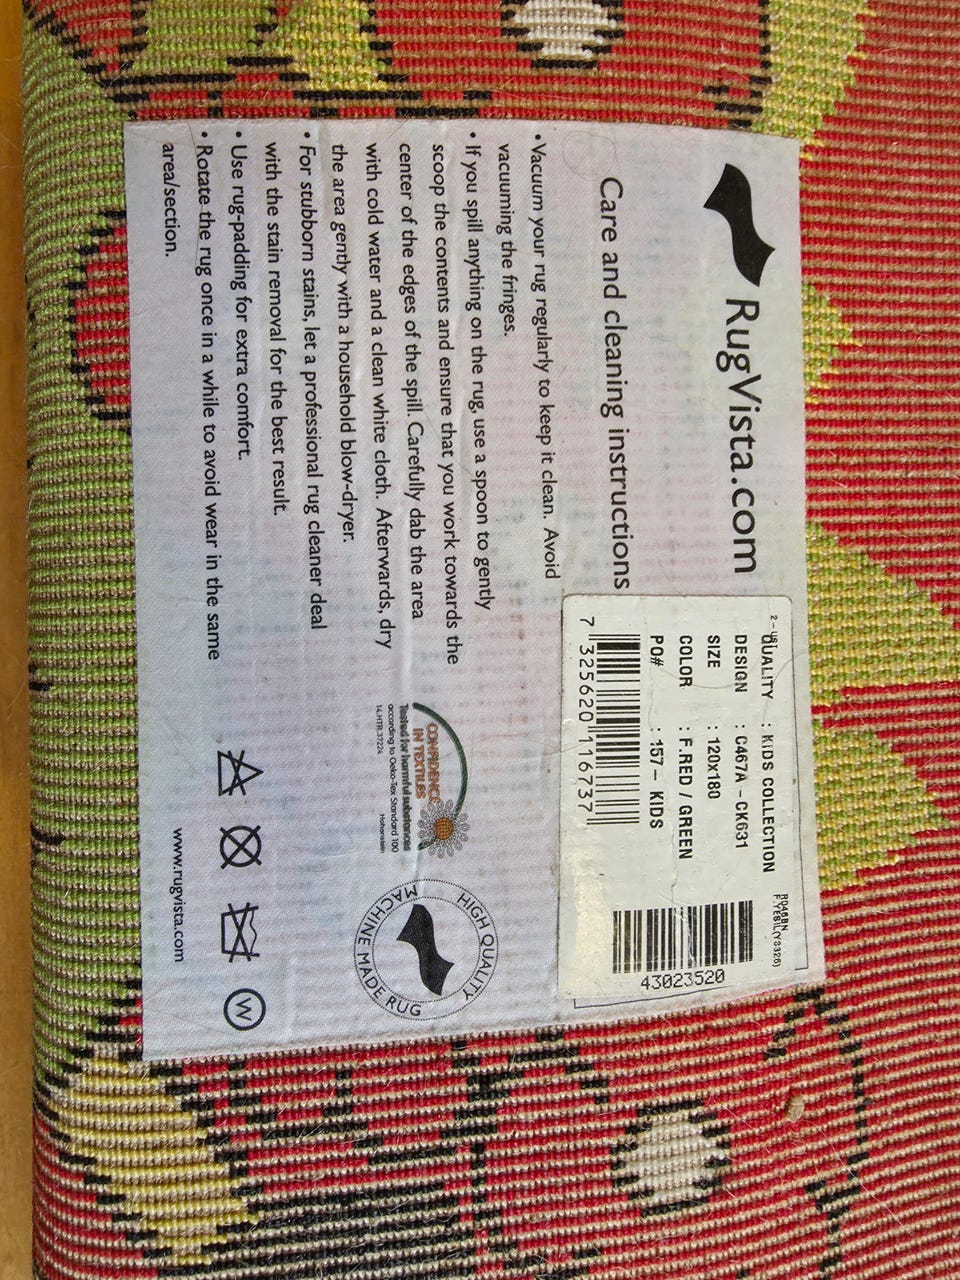 RugVista.com
Care and cleaning instructions
• Vacuum your rug regularly to keep it clean. Avoid
vacuuming the fringes.
• If you spill anything on the rug, use a spoon to gently
scoop the contents and ensure that you work towards the
center of the edges of the spill. Carefully dab the area
with cold water and a clean white cloth. Afterwards, dry
the area gently with a household blow-dryer.
• For stubborn stains, let a professional rug cleaner deal
with the stain removal for the best result.
• Use rug-padding for extra comfort.
• Rotate the rug once in a while to avoid wear in the same
area/section.
QUALITY : KIDS COLLECTION
DESIGN : C467A - CK631
SIZE : 120x180
COLOR : F.RED / GREEN
PO# : 157 - KIDS
7 325620 116737
43023520
CONFIDENCE
IN TEXTILES
Tested for harmful substances
according to Oeko-Tex Standard 100
14.HTR.37224 Hohenstein
HIGH QUALITY
MACHINE MADE RUG
W
www.rugvista.com